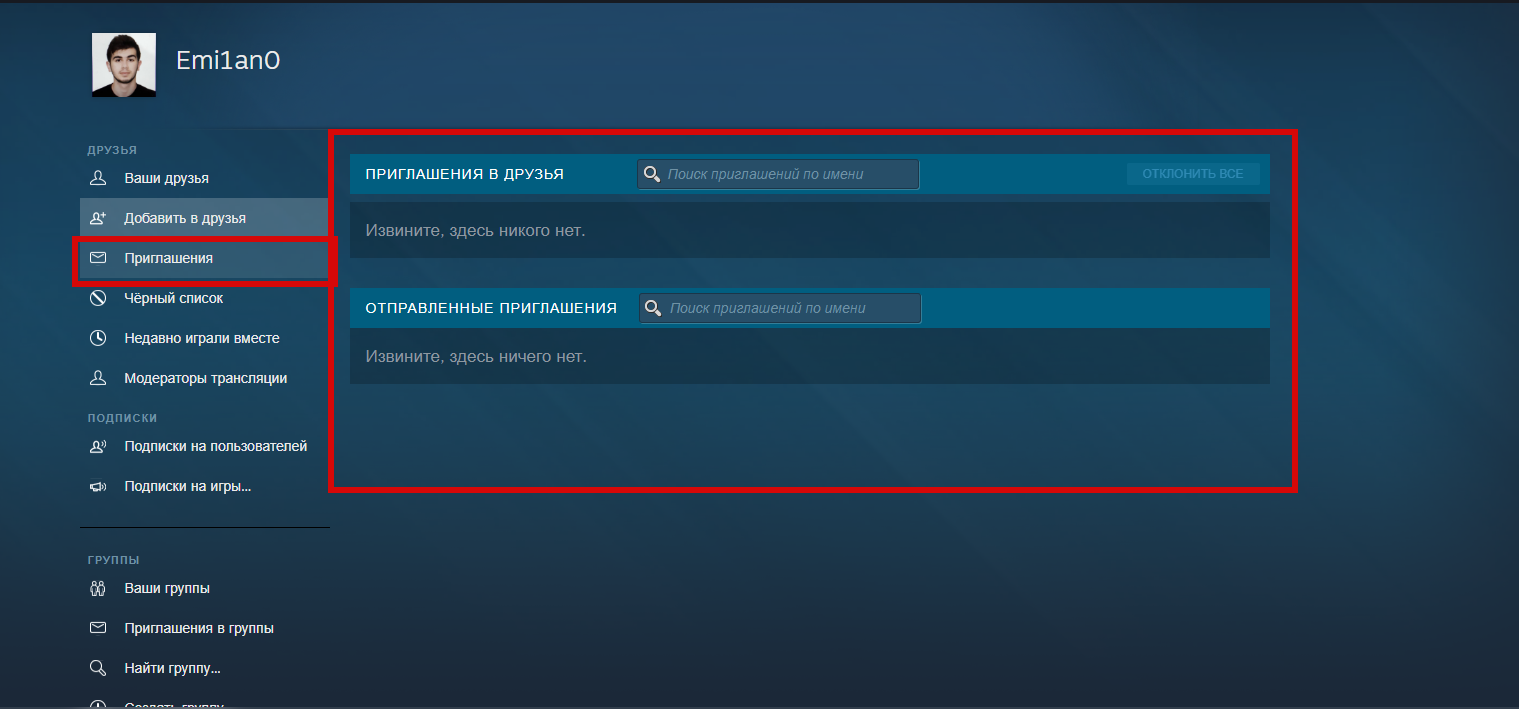 Emi1an0
ДРУЗЬЯ
Ваши друзья
Добавить в друзья
Приглашения
Чёрный список
Недавно играли вместе
Модераторы трансляции
ПОДПИСКИ
Подписки на пользователей
Подписки на игры...
ГРУППЫ
Ваши группы
Приглашения в группы
Найти группу...
Создать группу
ПРИГЛАШЕНИЯ В ДРУЗЬЯ
Поиск приглашений по имени
ОТКЛОНИТЬ ВСЕ
Извините, здесь никого нет.
ОТПРАВЛЕННЫЕ ПРИГЛАШЕНИЯ
Поиск приглашений по имени
Извините, здесь ничего нет.